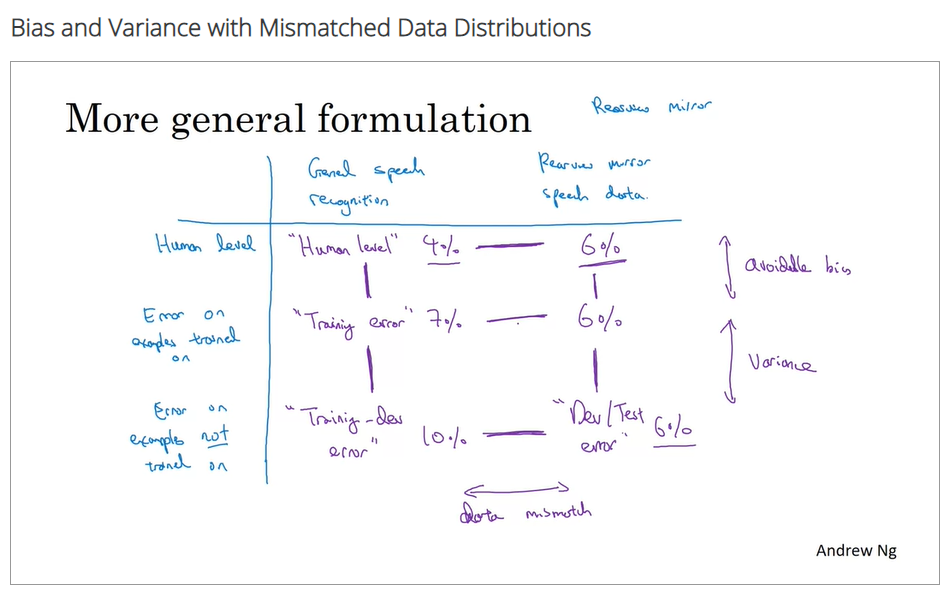 Bias and Variance with Mismatched Data Distributions
More general formulation
Rearview mirror
General speech recognition
Rearview mirror speech data.
Human level
"Human level" 4%
6%
avoidable bias
Error on examples trained on
"Training error" 7%
6%
Variance
Error on examples not trained on
"Training-dev error" 10%
"Dev/Test error" 6%
data mismatch
Andrew Ng